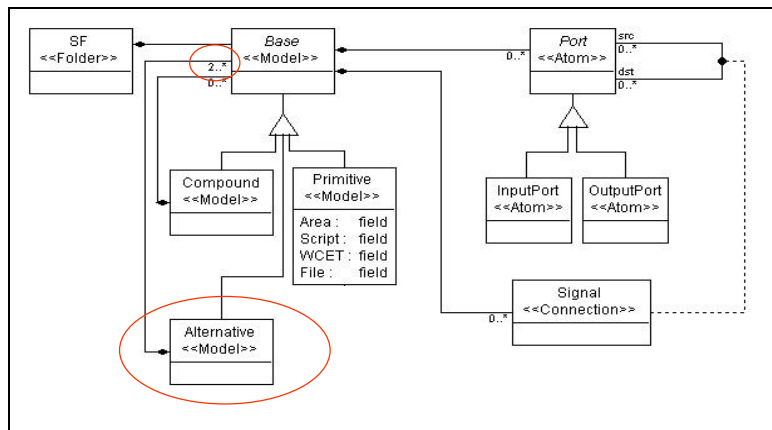 SF
<<Folder>>
Base
<<Model>>
2..*
0..*
0..*
Port
<<Atom>>
src
0..*
dst
0..*
Compound
<<Model>>
Primitive
<<Model>>
Area : field
Script : field
WCET : field
File : field
InputPort
<<Atom>>
OutputPort
<<Atom>>
Signal
<<Connection>>
0..*
Alternative
<<Model>>